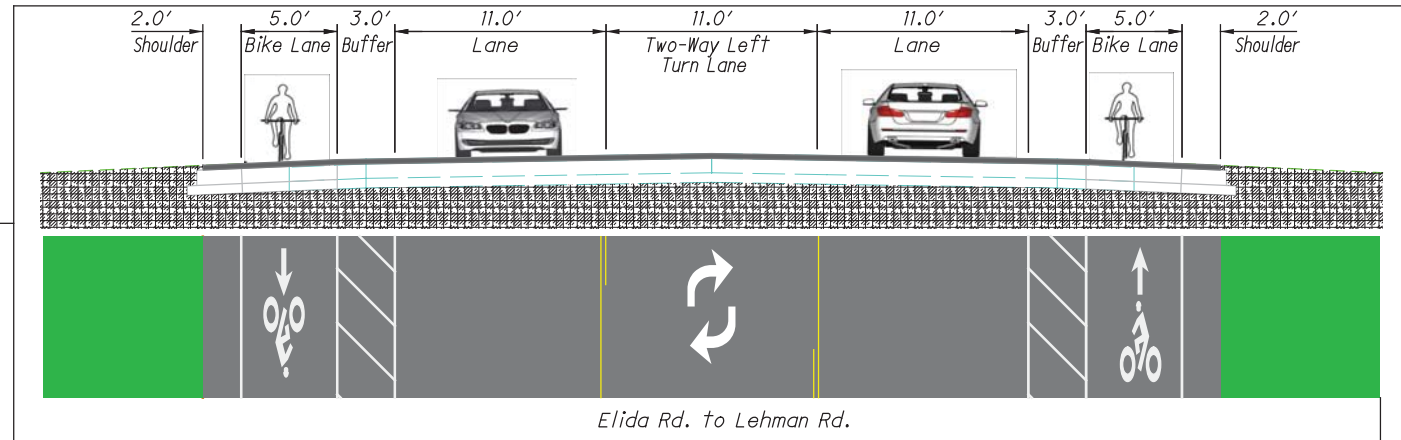 2.0' 5.0' 3.0' 11.0' 11.0' 11.0' 3.0' 5.0' 2.0'
Shoulder Bike Lane Buffer Lane Two-Way Left Lane Buffer Bike Lane Shoulder
Turn Lane
Elida Rd. to Lehman Rd.